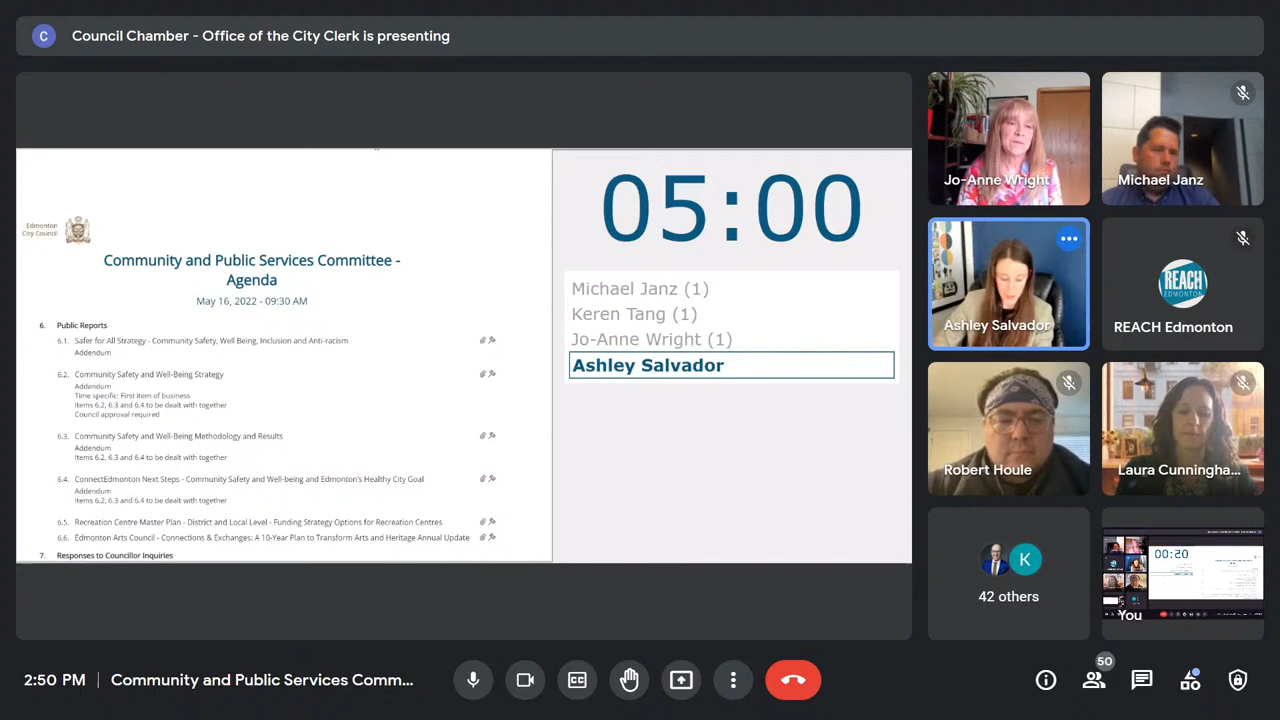 C Council Chamber - Office of the City Clerk is presenting
Edmonton
City Council
Community and Public Services Committee -
Agenda
May 16, 2022 - 09:30 AM
6. Public Reports
6.1. Safer for All Strategy - Community Safety, Well Being, Inclusion and Anti-racism
Addendum
6.2. Community Safety and Well-Being Strategy
Addendum
Time specific: First item of business
Items 6.2, 6.3 and 6.4 to be dealt with together
Council approval required
6.3. Community Safety and Well-Being Methodology and Results
Addendum
Items 6.2, 6.3 and 6.4 to be dealt with together
6.4. ConnectEdmonton Next Steps - Community Safety and Well-being and Edmonton's Healthy City Goal
Addendum
Items 6.2, 6.3 and 6.4 to be dealt with together
6.5. Recreation Centre Master Plan - District and Local Level - Funding Strategy Options for Recreation Centres
6.6. Edmonton Arts Council - Connections & Exchanges: A 10-Year Plan to Transform Arts and Heritage Annual Update
7. Responses to Councillor Inquiries
05:00
Michael Janz (1)
Keren Tang (1)
Jo-Anne Wright (1)
Ashley Salvador
Jo-Anne Wright
Michael Janz
Ashley Salvador
REACH
EDMONTON
REACH Edmonton
Robert Houle
Laura Cunningha...
K
42 others
00:50
You
2:50 PM | Community and Public Services Comm...
CC
50